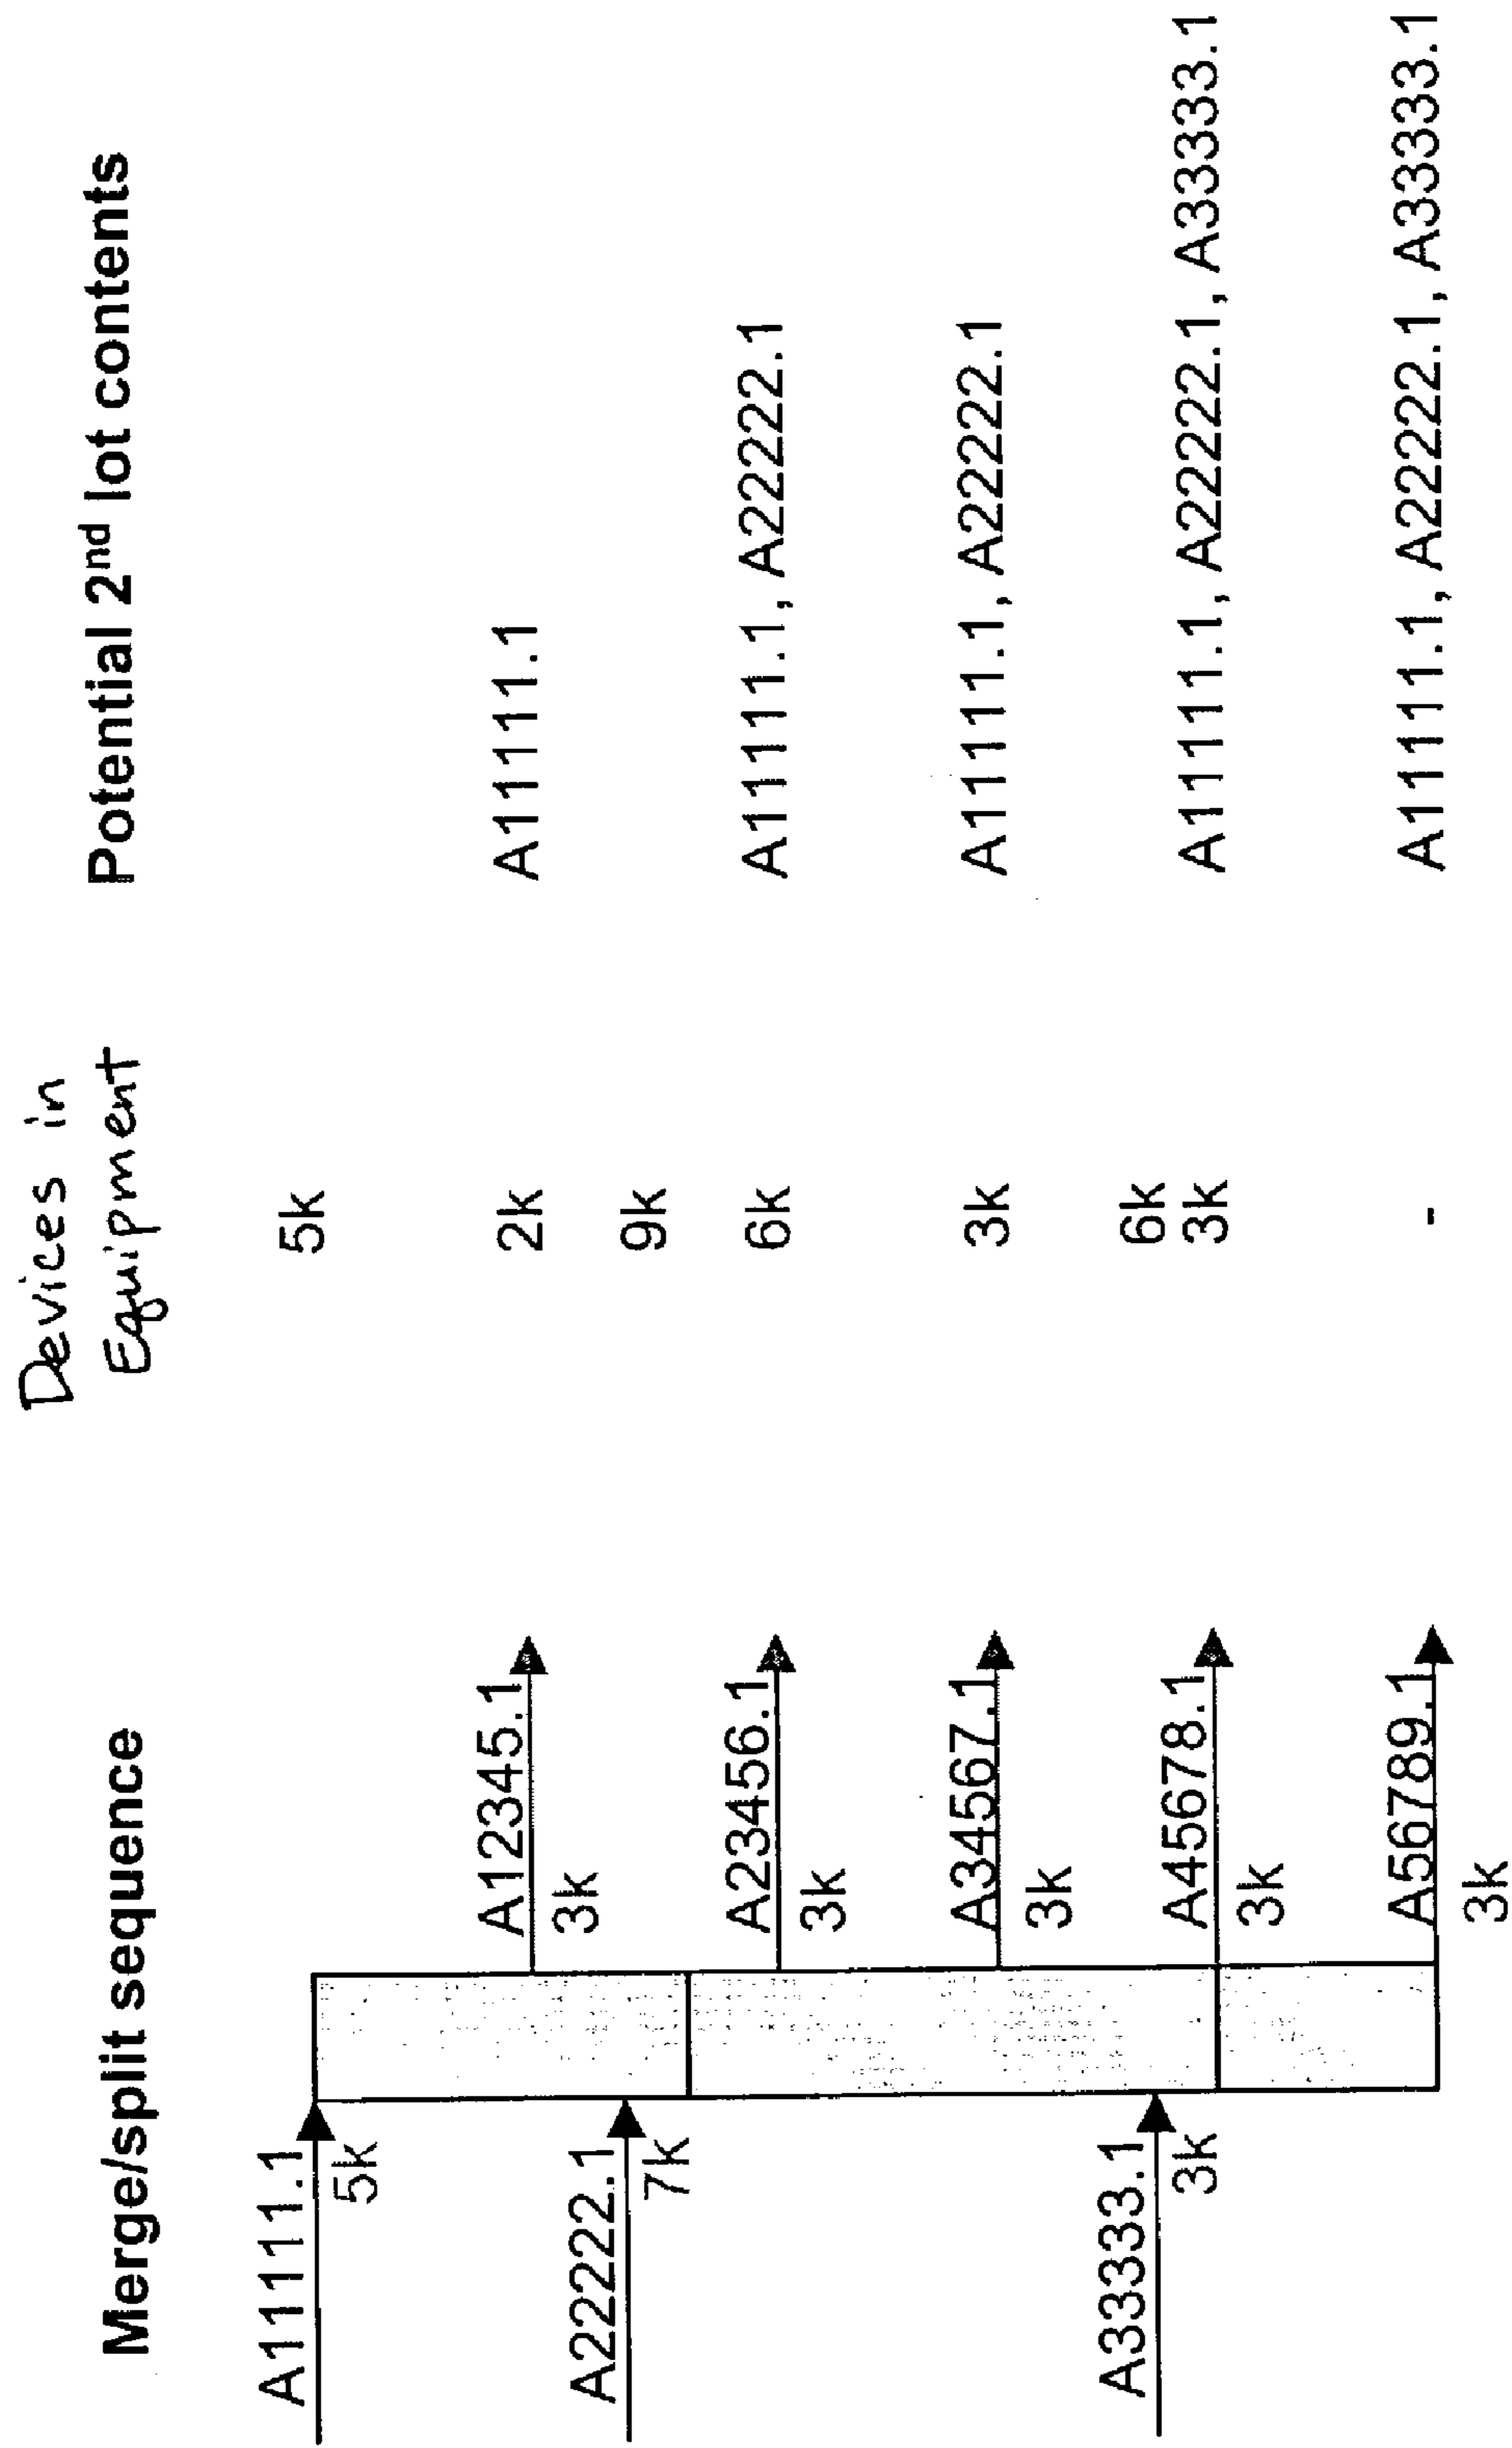 Merge/split sequence
Devices in
Equipment
Potential 2nd lot contents
A11111.1
5k
5k
A12345.1
3k
2k
A11111.1
A22222.1
7k
9k
A23456.1
3k
6k
A11111.1, A22222.1
A34567.1
3k
3k
A11111.1, A22222.1
A33333.1
3k
6k
A45678.1
3k
3k
A11111.1, A22222.1, A33333.1
A56789.1
3k
-
A11111.1, A22222.1, A33333.1